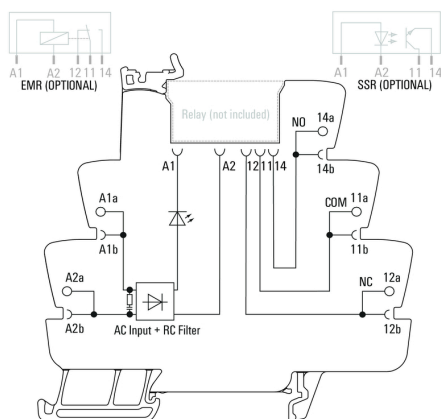 A1 A2 12 11 14
EMR (OPTIONAL)
A1 A2 11 14
SSR (OPTIONAL)
Relay (not included)
A1 A2 12 11 14
NO 14a
14b
A1a
A1b
COM 11a
11b
A2a
A2b
NC 12a
12b
AC Input + RC Filter